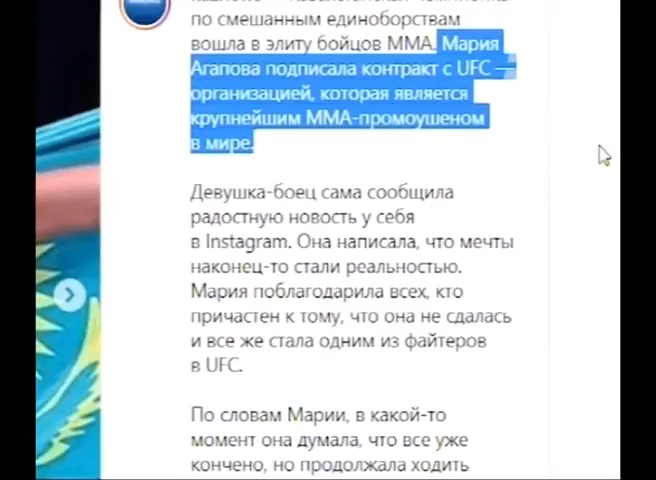 по смешанным единоборствам
вошла в элиту бойцов ММА. Мария
Агапова подписала контракт с UFC —
организацией, которая является
крупнейшим ММА-промоушеном
в мире.
Девушка-боец сама сообщила
радостную новость у себя
в Instagram. Она написала, что мечты
наконец-то стали реальностью.
Мария поблагодарила всех, кто
причастен к тому, что она не сдалась
и все же стала одним из файтеров
в UFC.
По словам Марии, в какой-то
момент она думала, что все уже
кончено, но продолжала ходить